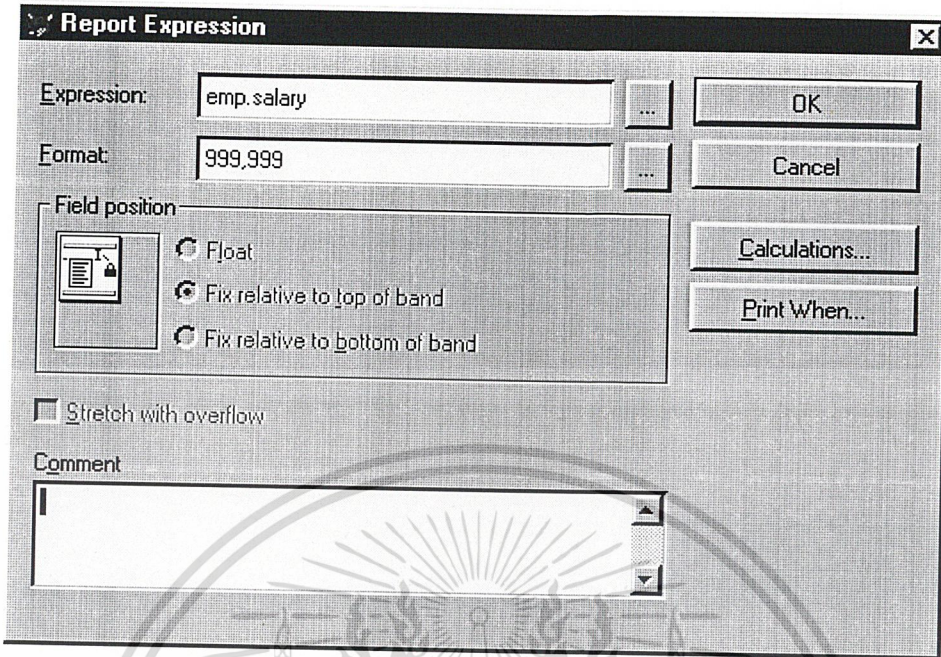 Report Expression
Expression:
emp.salary
...
OK
Format:
999,999
...
Cancel
Field position
Float
Fix relative to top of band
Fix relative to bottom of band
Calculations...
Print When...
Stretch with overflow
Comment